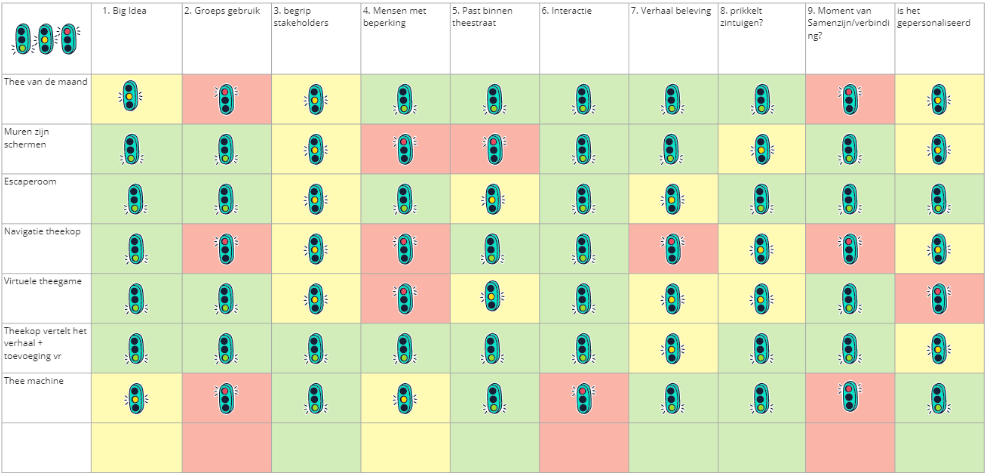 1. Big Idea
2. Groeps gebruik
3. begrip
stakeholders
4. Mensen met
beperking
5. Past binnen
theestraat
6. Interactie
7. Verhaal beleving
8. prikkelt
zintuigen?
9. Moment van
Samenzijn/verbindi
ng?
is het
gepersonaliseerd
Thee van de maand
Muren zijn
schermen
Escaperoom
Navigatie theekop
Virtuele theegame
Theekop vertelt het
verhaal +
toevoeging vr
Thee machine